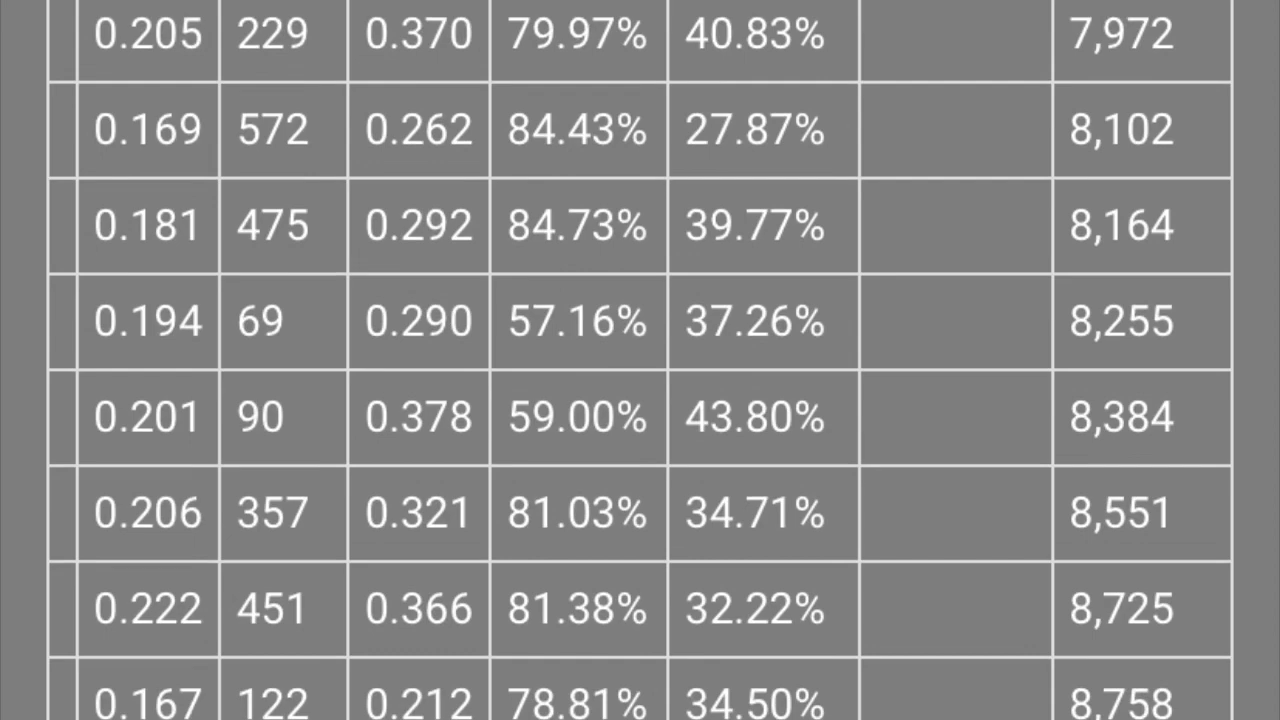 0.205 229 0.370 79.97% 40.83% 7,972
0.169 572 0.262 84.43% 27.87% 8,102
0.181 475 0.292 84.73% 39.77% 8,164
0.194 69 0.290 57.16% 37.26% 8,255
0.201 90 0.378 59.00% 43.80% 8,384
0.206 357 0.321 81.03% 34.71% 8,551
0.222 451 0.366 81.38% 32.22% 8,725
0.167 122 0.212 78.81% 34.50% 8,758